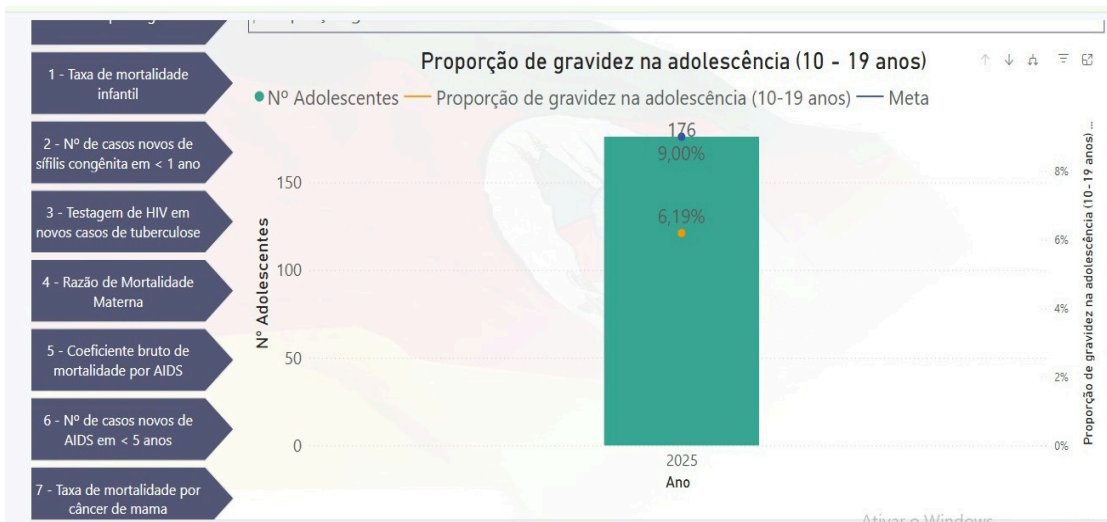 1 - Taxa de mortalidade
infantil
2 - Nº de casos novos de
sífilis congênita em < 1 ano
3 - Testagem de HIV em
novos casos de tuberculose
4 - Razão de Mortalidade
Materna
5 - Coeficiente bruto de
mortalidade por AIDS
6 - Nº de casos novos de
AIDS em < 5 anos
7 - Taxa de mortalidade por
câncer de mama
Proporção de gravidez na adolescência (10 - 19 anos)
Nº Adolescentes Proporção de gravidez na adolescência (10-19 anos) Meta
176
9,00%
6,19%
150
100
50
0
Nº Adolescentes
2025
Ano
8%
6%
4%
2%
0%
Proporção de gravidez na adolescência (10-19 anos) ...
Ativar o Windows